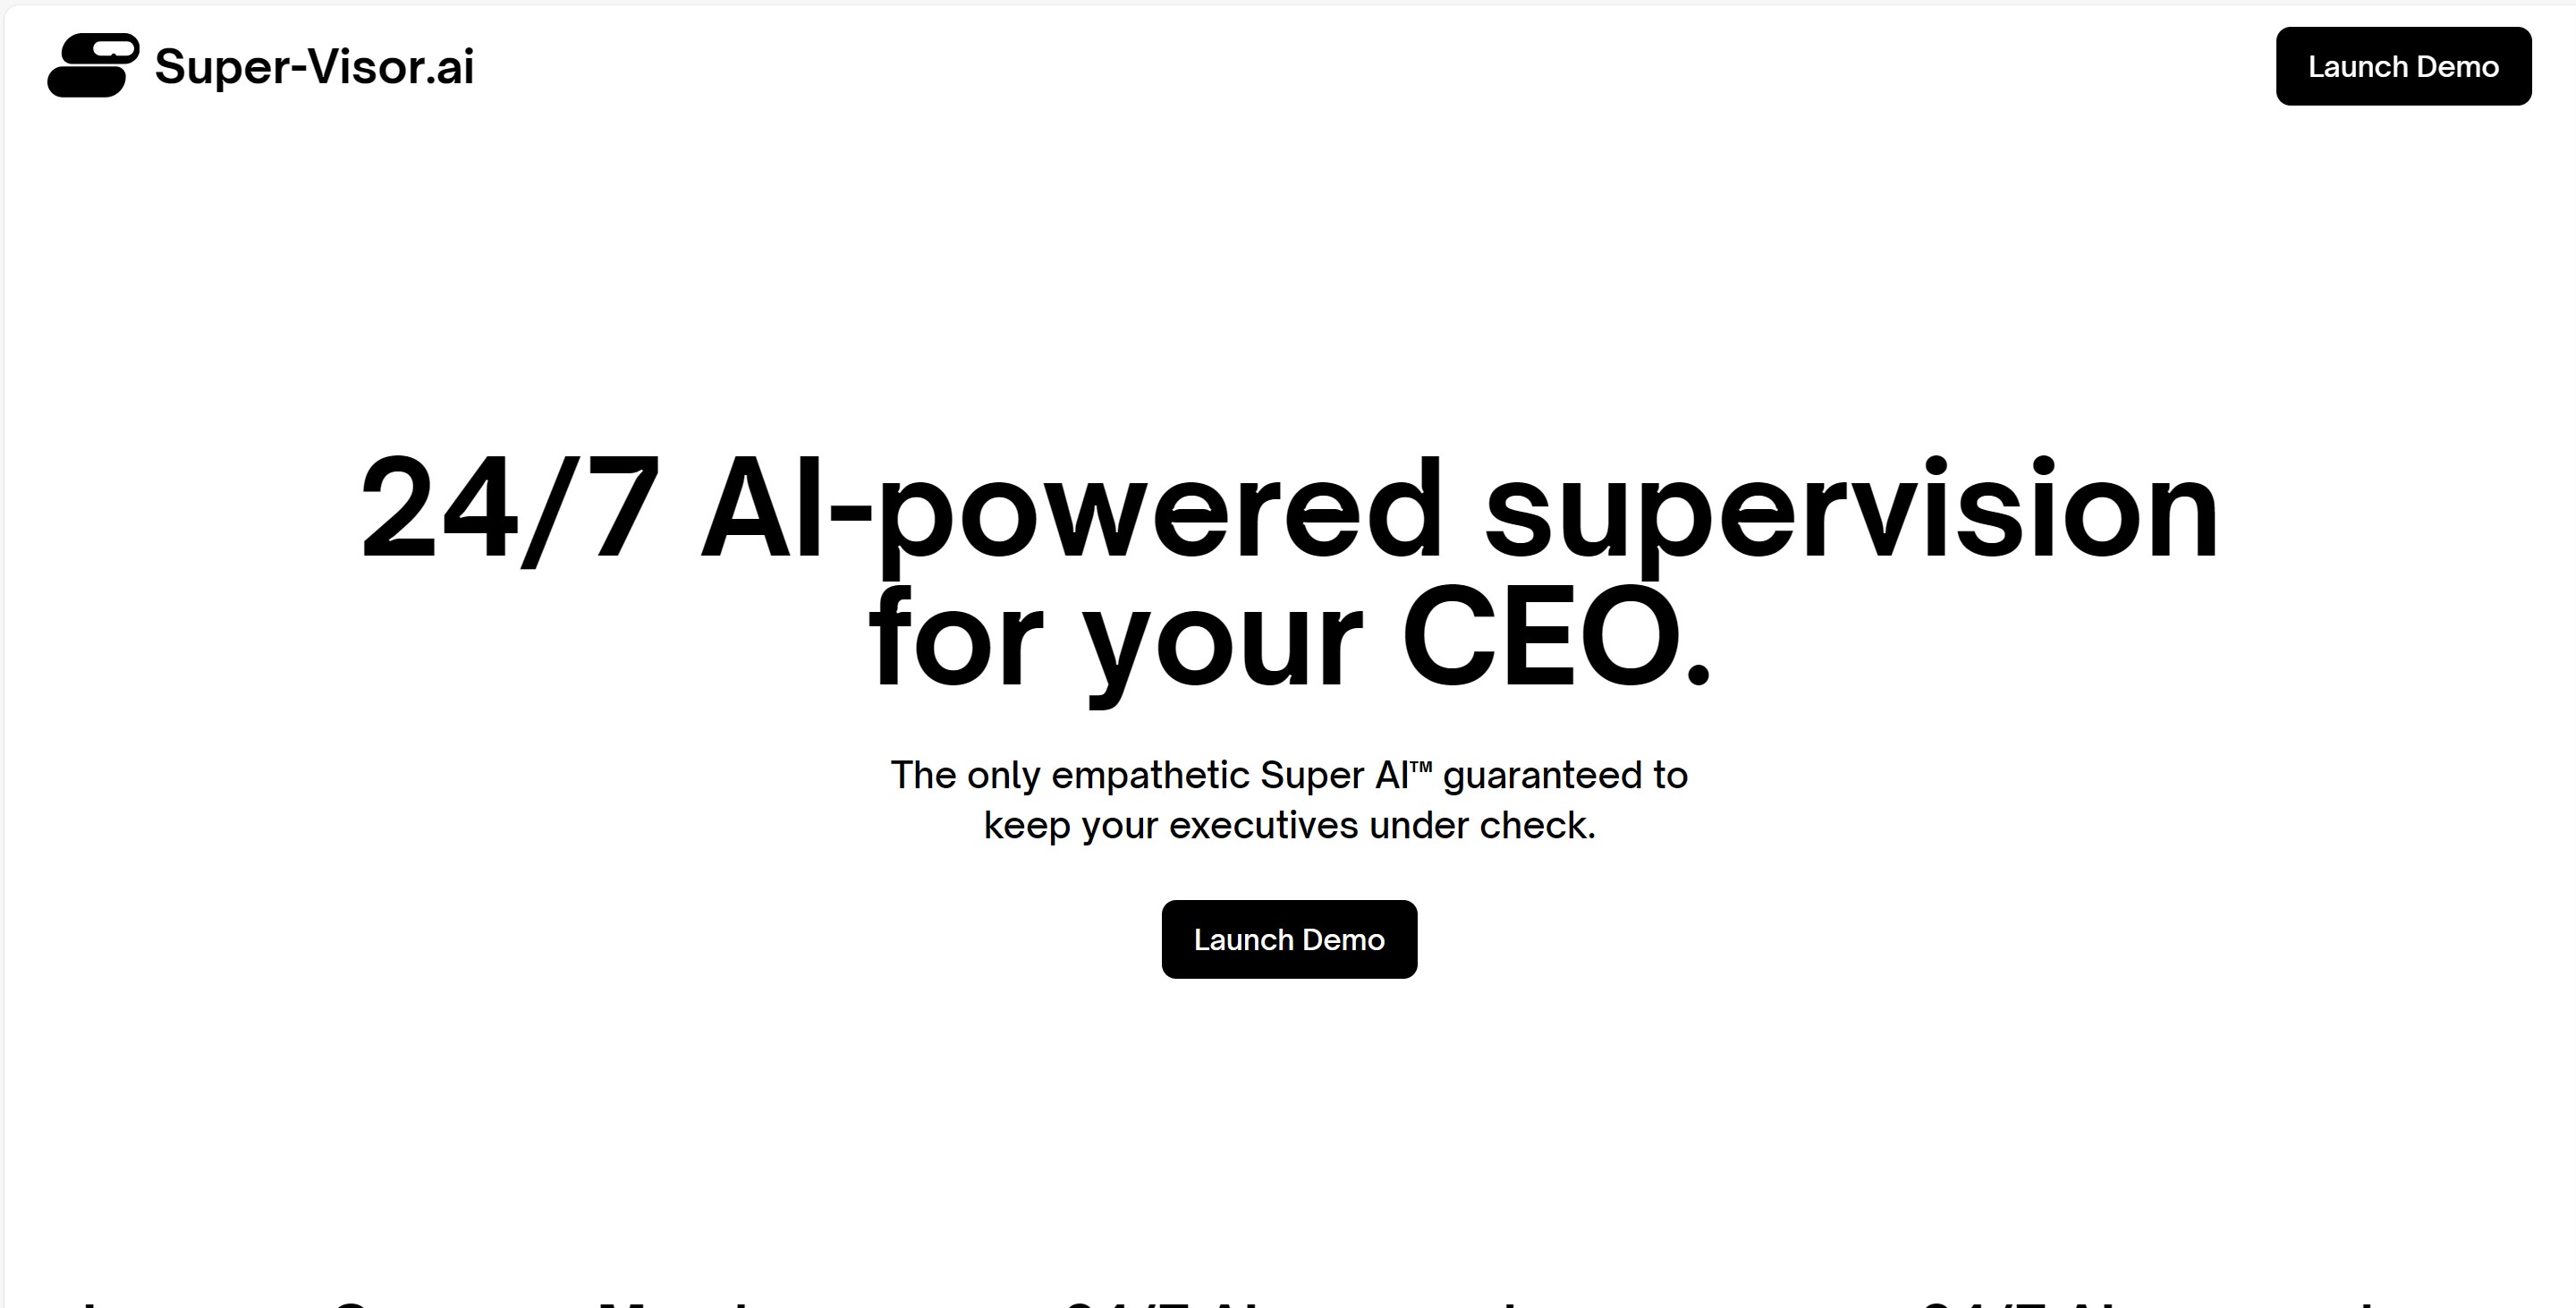 Super-Visor.ai
Launch Demo
24/7 AI-powered supervision
for your CEO.
The only empathetic Super AI™ guaranteed to
keep your executives under check.
Launch Demo